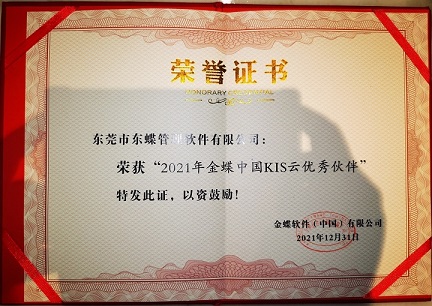 荣誉证书
HONORARY CREDENTIAL
东莞市东蝶管理软件有限公司：
荣获“2021年金蝶中国KIS云优秀伙伴”
特发此证，以资鼓励！
金蝶软件（中国）有限公司
2021年12月31日